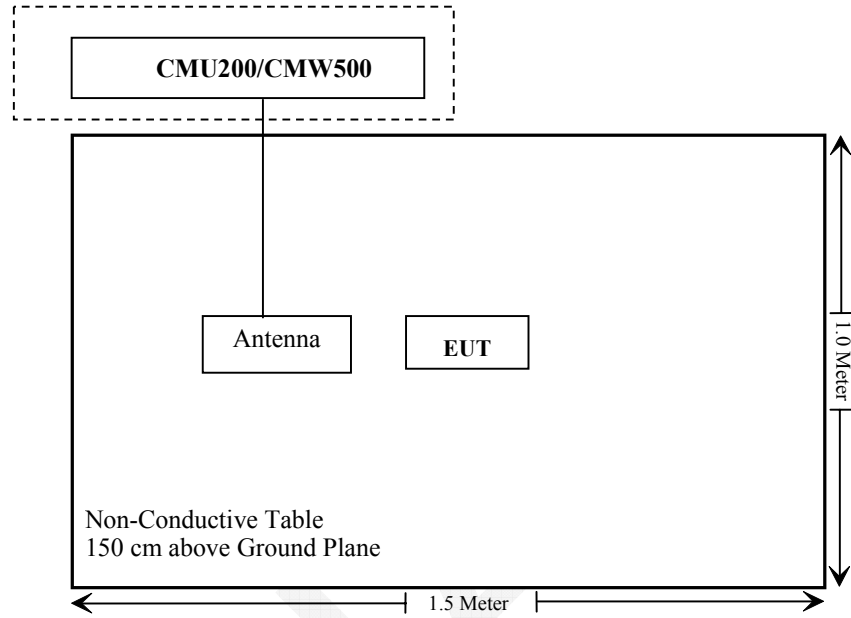 CMU200/CMW500
Antenna
EUT
1.0 Meter
Non-Conductive Table
150 cm above Ground Plane
1.5 Meter